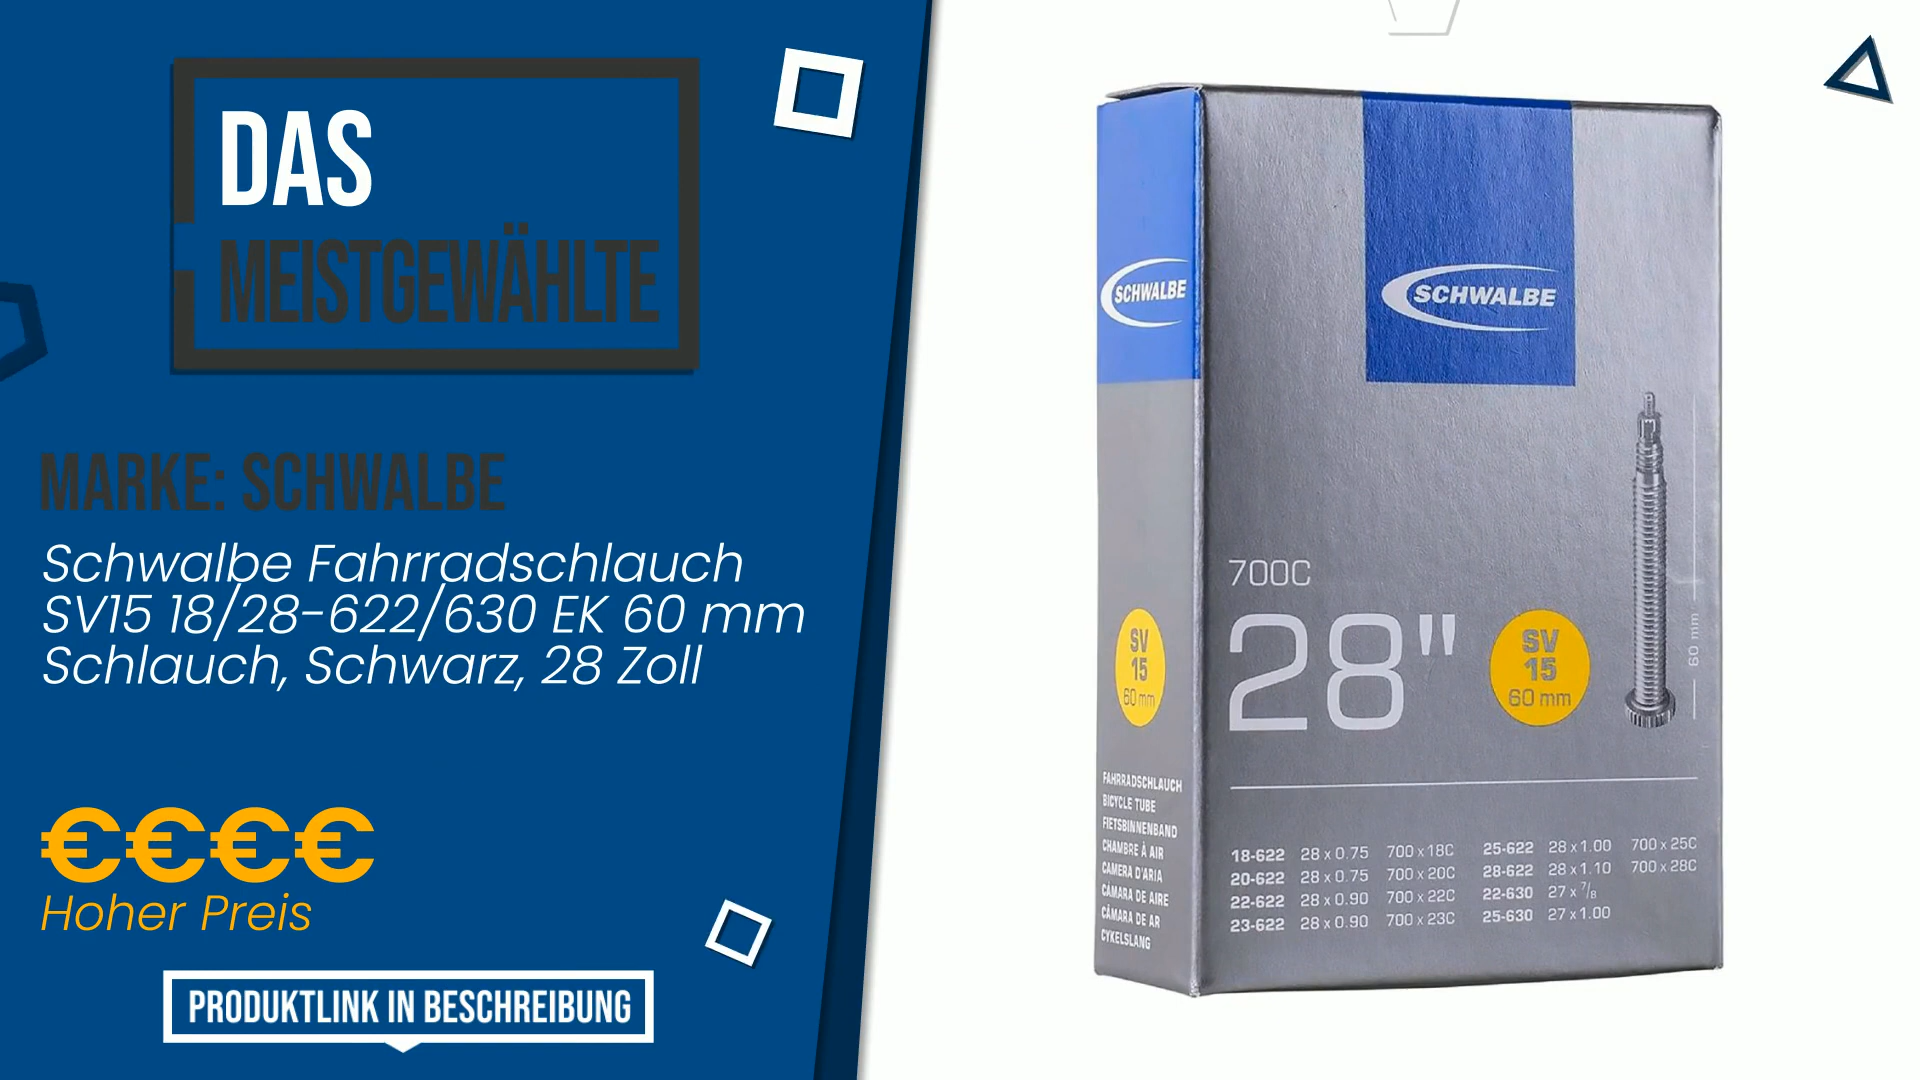 DAS
MEISTGEWÄHLTE
MARKE: SCHWALBE
Schwalbe Fahrradschlauch
SV15 18/28-622/630 EK 60 mm
Schlauch, Schwarz, 28 Zoll
€€€€
Hoher Preis
PRODUKTLINK IN BESCHREIBUNG
SCHWALBE
SV
15
60 mm
FAHRRADSCHLAUCH
BICYCLE TUBE
FIETSBINNENBAND
CHAMBRE À AIR
CAMERA D'ARIA
CÁMARA DE AIRE
CÂMARA DE AR
CYKELSLANG
SCHWALBE
700C
28"
SV
15
60 mm
60 mm
18-622 28 x 0.75 700 x 18C 25-622 28 x 1.00 700 x 25C
20-622 28 x 0.75 700 x 20C 28-622 28 x 1.10 700 x 28C
22-622 28 x 0.90 700 x 22C 22-630 27 x 7/8
23-622 28 x 0.90 700 x 23C 25-630 27 x 1.00